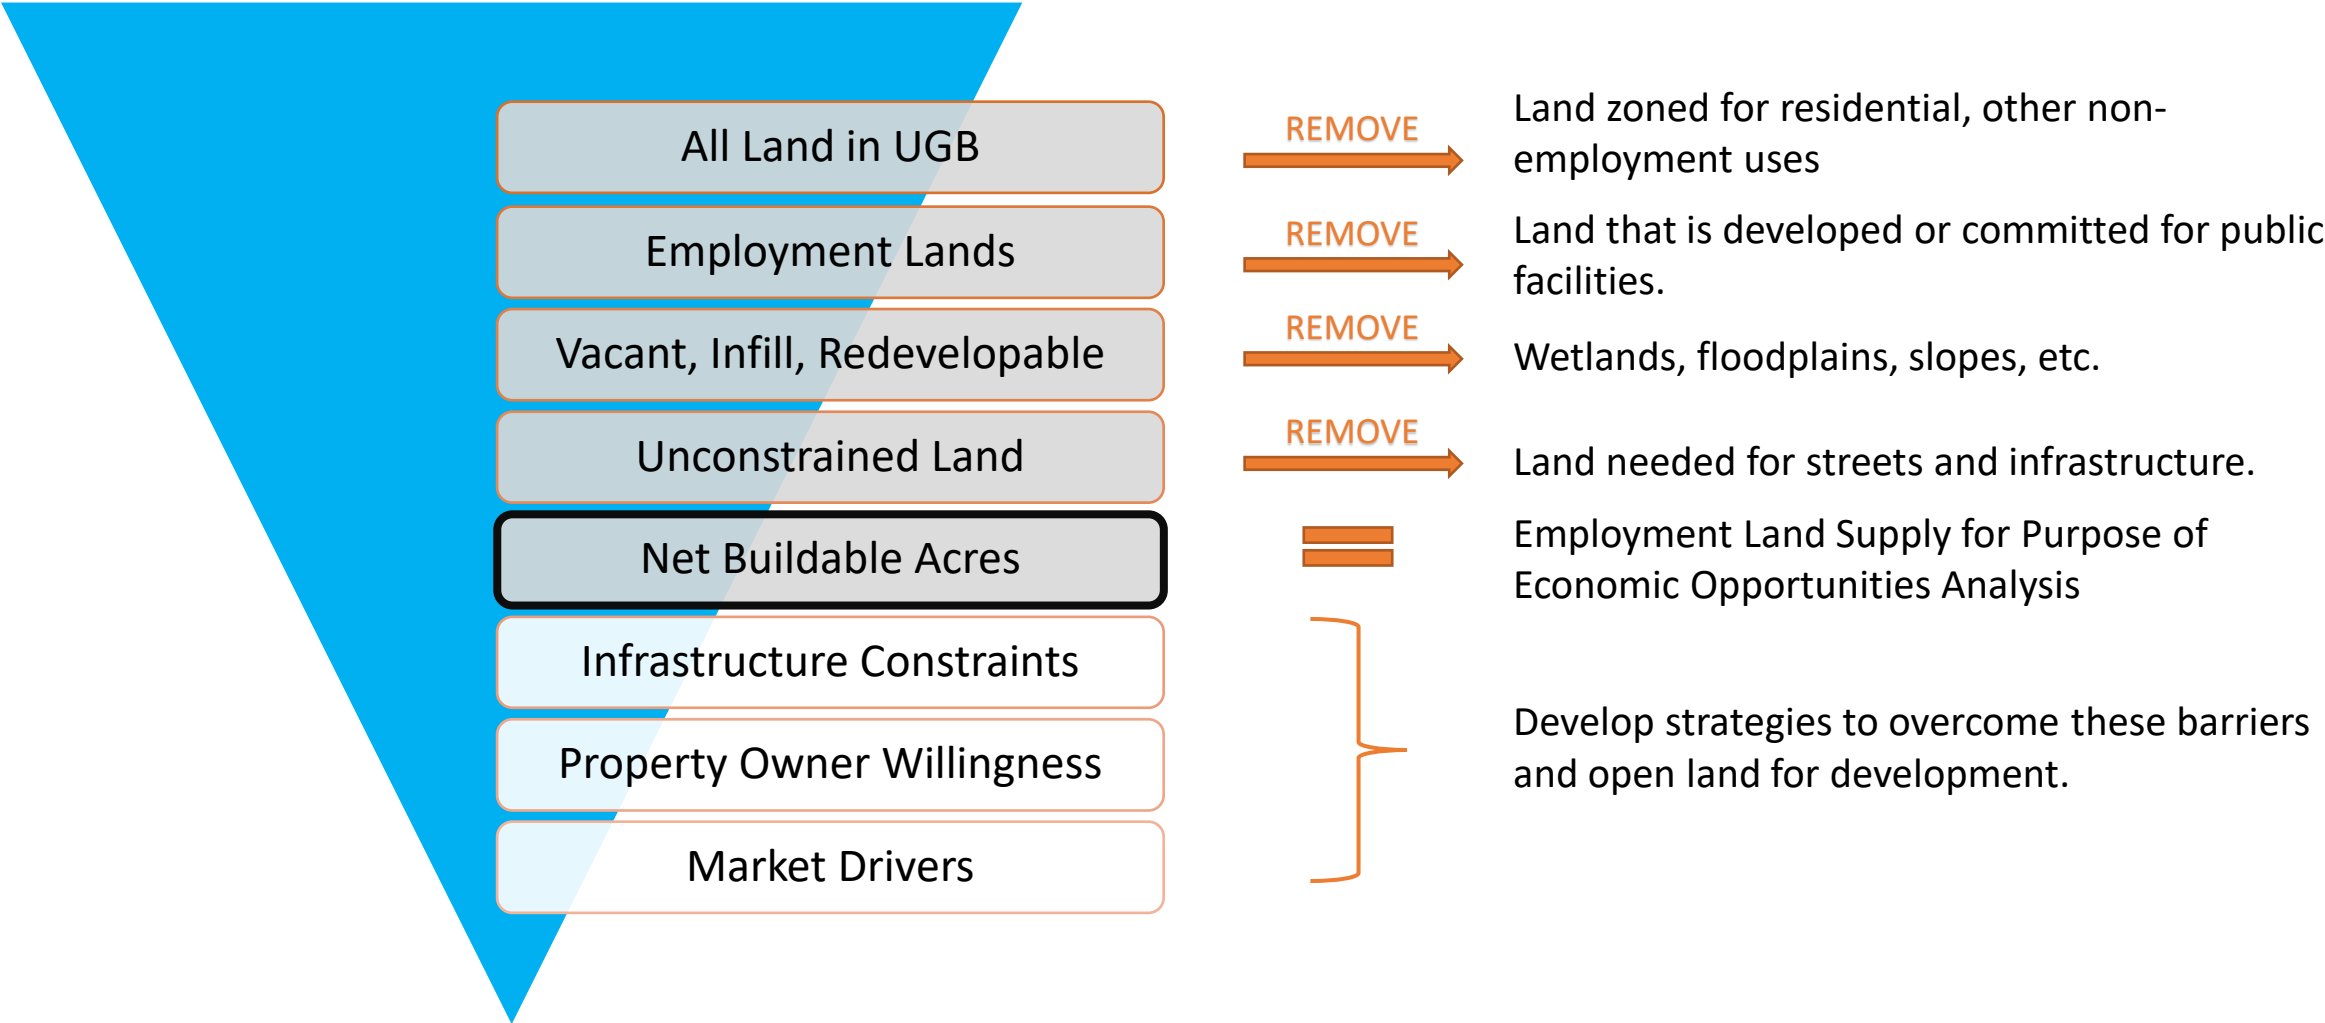 All Land in UGB
REMOVE
Land zoned for residential, other non-
employment uses
Employment Lands
REMOVE
Land that is developed or committed for public
facilities.
Vacant, Infill, Redevelopable
REMOVE
Wetlands, floodplains, slopes, etc.
Unconstrained Land
REMOVE
Land needed for streets and infrastructure.
Net Buildable Acres
Employment Land Supply for Purpose of
Economic Opportunities Analysis
Infrastructure Constraints
Property Owner Willingness
Market Drivers
Develop strategies to overcome these barriers
and open land for development.